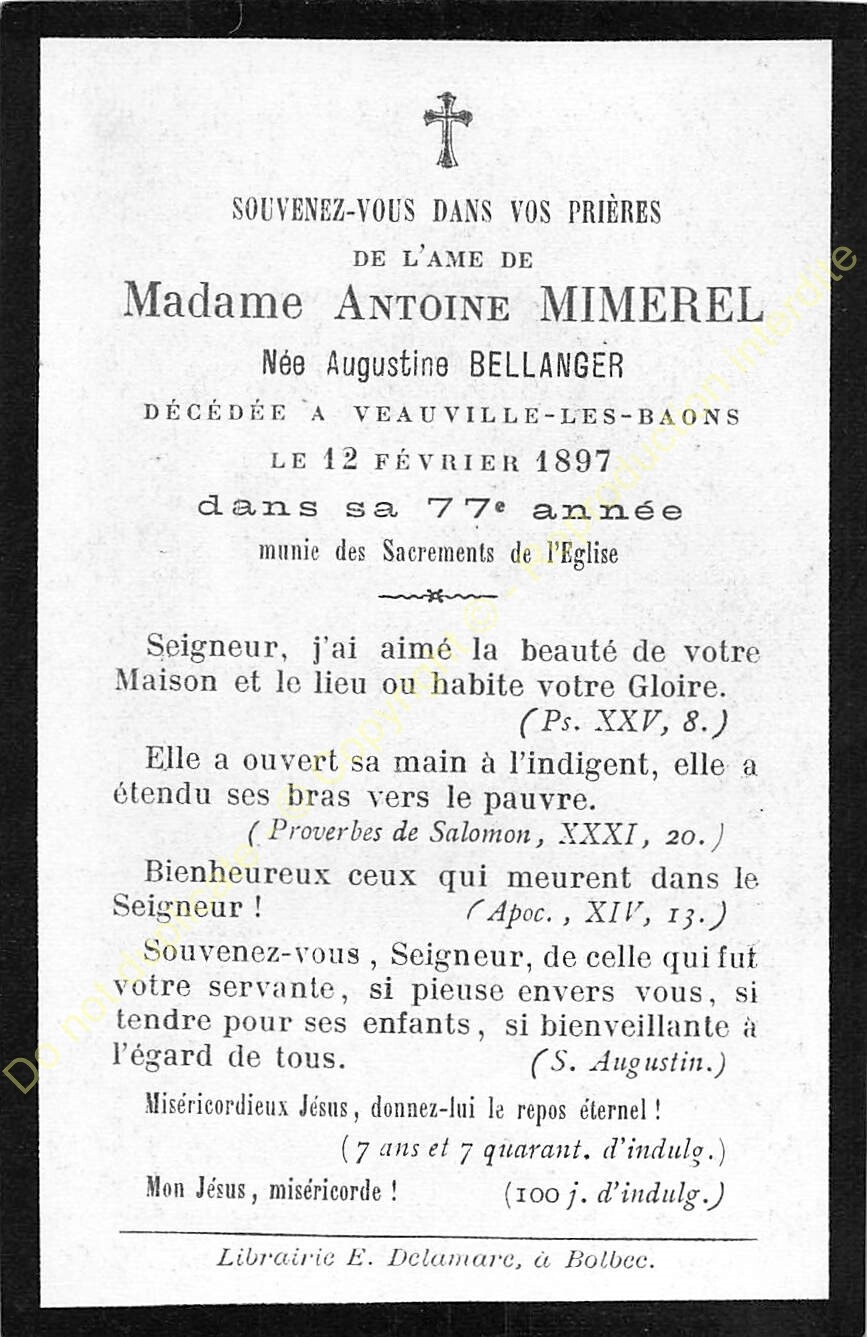 SOUVENEZ-VOUS DANS VOS PRIÈRES
DE L'AME DE
Madame ANTOINE MIMEREL
Née Augustine BELLANGER
DÉCÉDÉE A VEAUVILLE-LES-BAONS
LE 12 FÉVRIER 1897
dans sa 77e année
munie des Sacrements de l'Eglise
Seigneur, j'ai aimé la beauté de votre
Maison et le lieu ou habite votre Gloire.
(Ps. XXV, 8.)
Elle a ouvert sa main à l'indigent, elle a
étendu ses bras vers le pauvre.
(Proverbes de Salomon, XXXI, 20.)
Bienheureux ceux qui meurent dans le
Seigneur ! (Apoc., XIV, 13.)
Souvenez-vous, Seigneur, de celle qui fut
votre servante, si pieuse envers vous, si
tendre pour ses enfants, si bienveillante à
l'égard de tous. (S. Augustin.)
Miséricordieux Jésus, donnez-lui le repos éternel !
(7 ans et 7 quarant. d'indulg.)
Mon Jésus, miséricorde ! (100 j. d'indulg.)
Librairie E. Delamare, à Bolbec.
Do not duplicate - Copyright © - Reproduction interdite